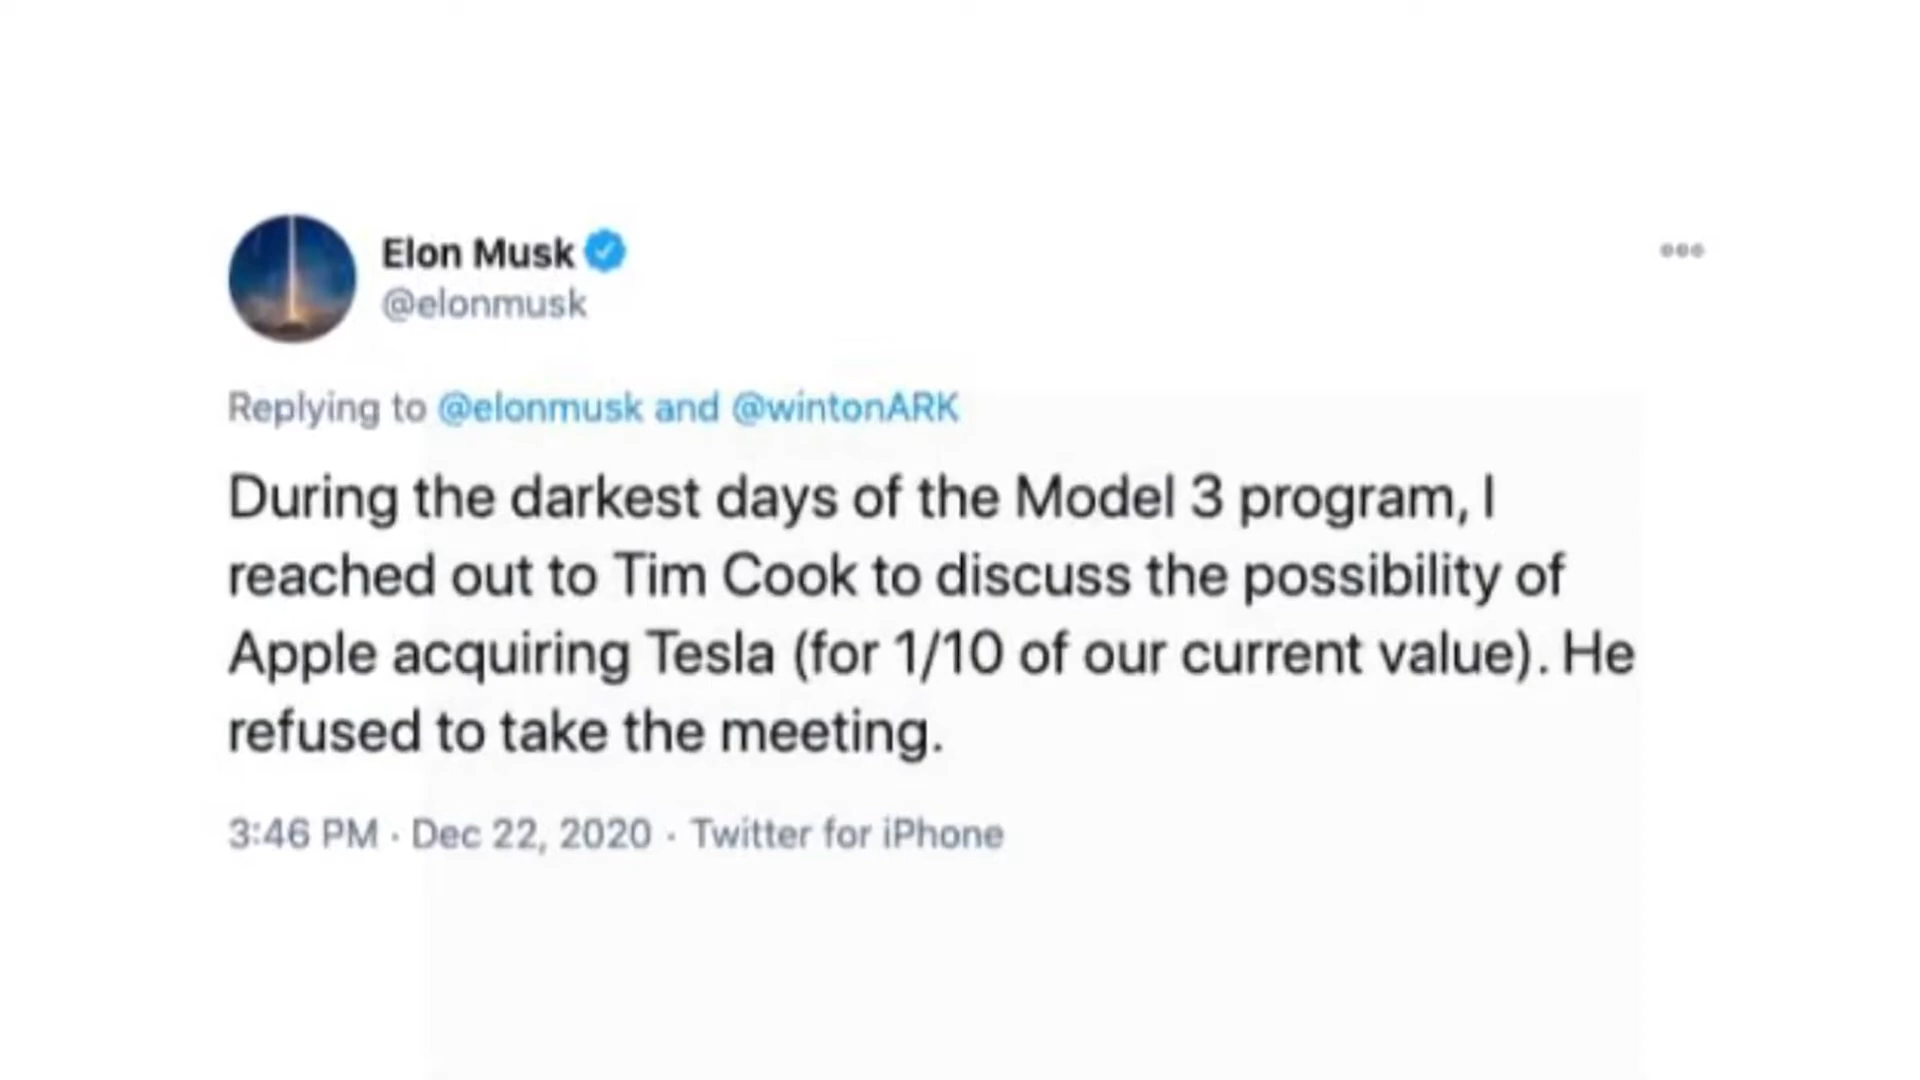 Elon Musk
@elonmusk
Replying to @elonmusk and @wintonARK
During the darkest days of the Model 3 program, I
reached out to Tim Cook to discuss the possibility of
Apple acquiring Tesla (for 1/10 of our current value). He
refused to take the meeting.
3:46 PM · Dec 22, 2020 · Twitter for iPhone